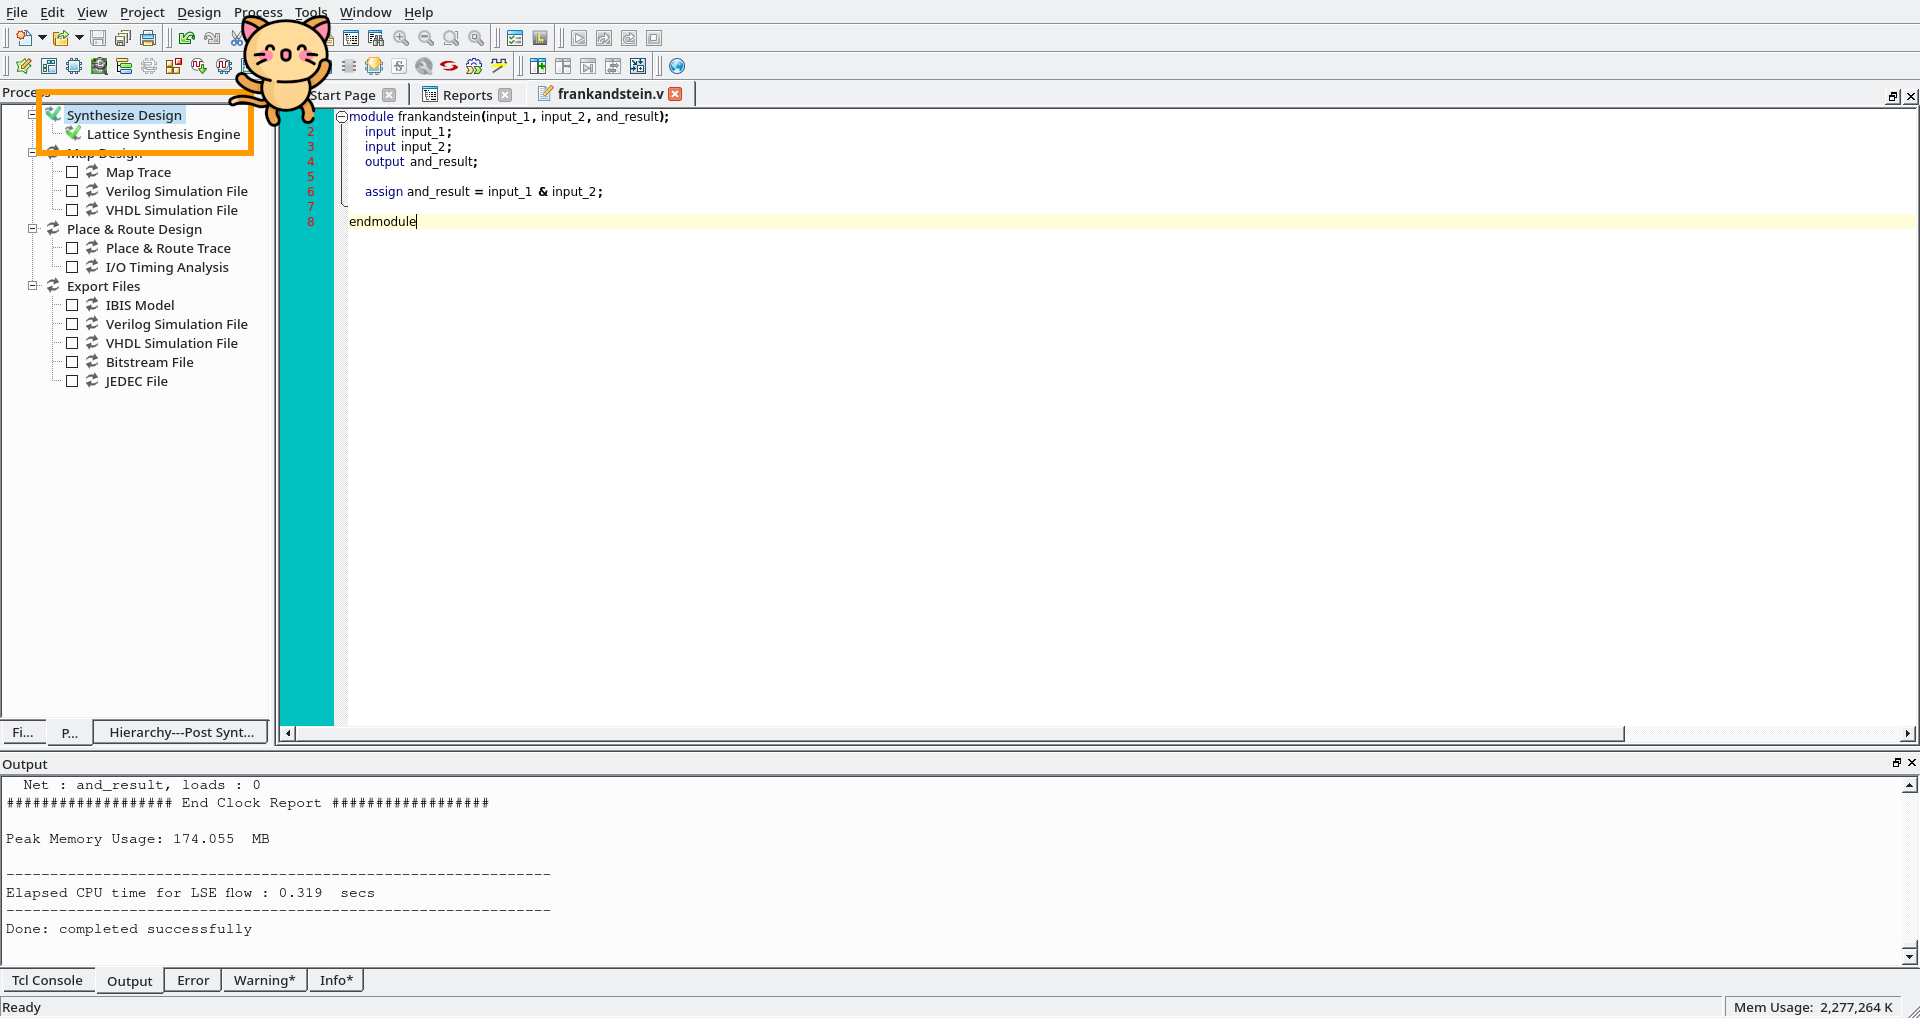 File Edit View Project Design Process Tools Window Help
Process
Start Page
Reports
frankandstein.v
Synthesize Design
Lattice Synthesis Engine
Map Design
Map Trace
Verilog Simulation File
VHDL Simulation File
Place & Route Design
Place & Route Trace
I/O Timing Analysis
Export Files
IBIS Model
Verilog Simulation File
VHDL Simulation File
Bitstream File
JEDEC File
Fi...
P...
Hierarchy---Post Synt...
module frankandstein(input_1, input_2, and_result);
2 input input_1;
3 input input_2;
4 output and_result;
5
6 assign and_result = input_1 & input_2;
7
8 endmodule
Output
Net : and_result, loads : 0
################### End Clock Report ##################
Peak Memory Usage: 174.055 MB
--------------------------------------------------------------
Elapsed CPU time for LSE flow : 0.319 secs
--------------------------------------------------------------
Done: completed successfully
Tcl Console
Output
Error
Warning*
Info*
Ready
Mem Usage: 2,277,264 K